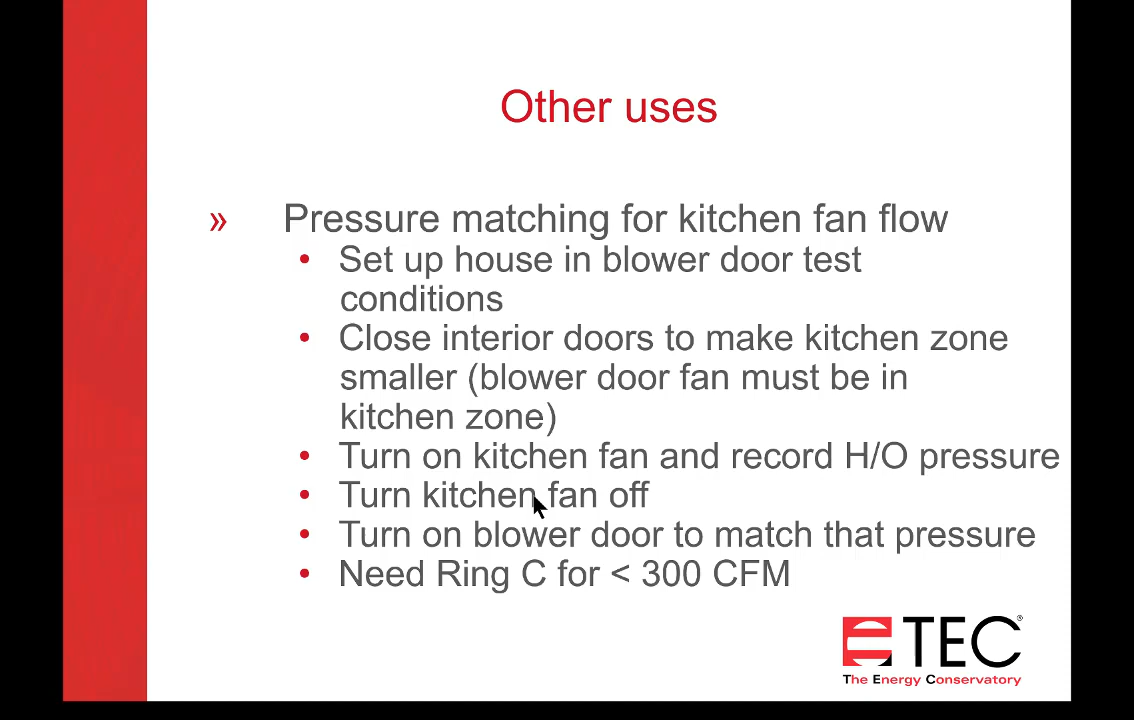 Other uses
» Pressure matching for kitchen fan flow
• Set up house in blower door test
conditions
• Close interior doors to make kitchen zone
smaller (blower door fan must be in
kitchen zone)
• Turn on kitchen fan and record H/O pressure
• Turn kitchen fan off
• Turn on blower door to match that pressure
• Need Ring C for < 300 CFM
TEC®
The Energy Conservatory